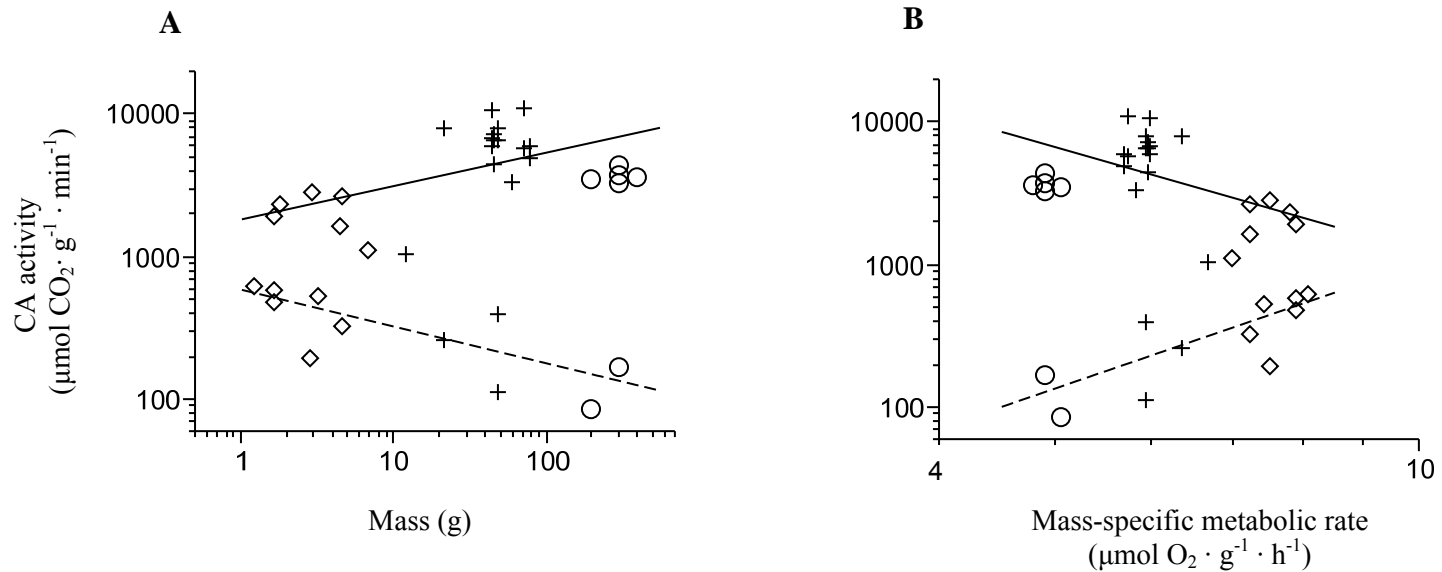 A
B
10000
1000
100
CA activity
(μmol CO₂· g⁻¹ · min⁻¹)
1 10 100
Mass (g)
10000
1000
100
4 10
Mass-specific metabolic rate
(μmol O₂ · g⁻¹ · h⁻¹)